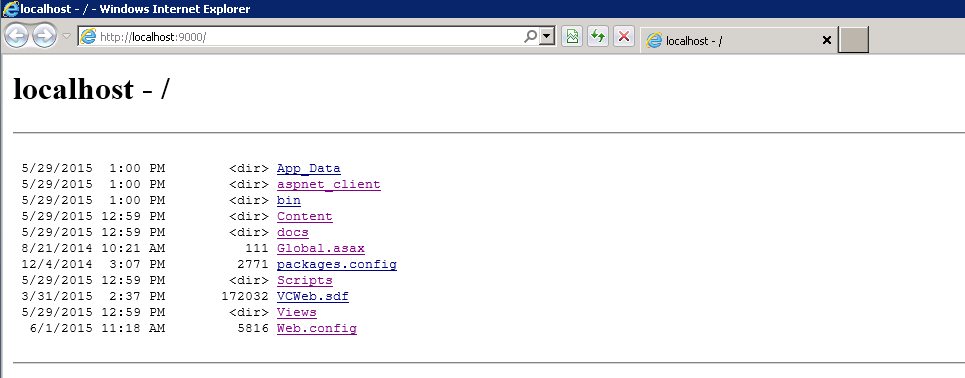 localhost - / - Windows Internet Explorer
http://localhost:9000/
localhost - /
localhost - /
5/29/2015 1:00 PM <dir> App_Data
5/29/2015 1:00 PM <dir> aspnet_client
5/29/2015 1:00 PM <dir> bin
5/29/2015 12:59 PM <dir> Content
5/29/2015 12:59 PM <dir> docs
8/21/2014 10:21 AM 111 Global.asax
12/4/2014 3:07 PM 2771 packages.config
5/29/2015 12:59 PM <dir> Scripts
3/31/2015 2:37 PM 172032 VCWeb.sdf
5/29/2015 12:59 PM <dir> Views
6/1/2015 11:18 AM 5816 Web.config